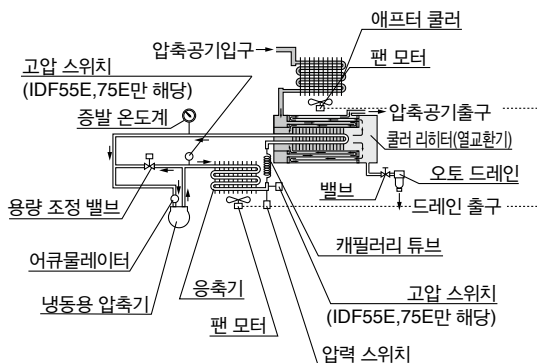 애프터 쿨러
압축공기입구
팬 모터
고압 스위치
(IDF55E,75E만 해당)
증발 온도계
압축공기출구
쿨러 리히터(열교환기)
밸브
오토 드레인
용량 조정 밸브
드레인 출구
어큐물레이터
응축기
캐필러리 튜브
냉동용 압축기
팬 모터
고압 스위치
(IDF55E,75E만 해당)
압력 스위치